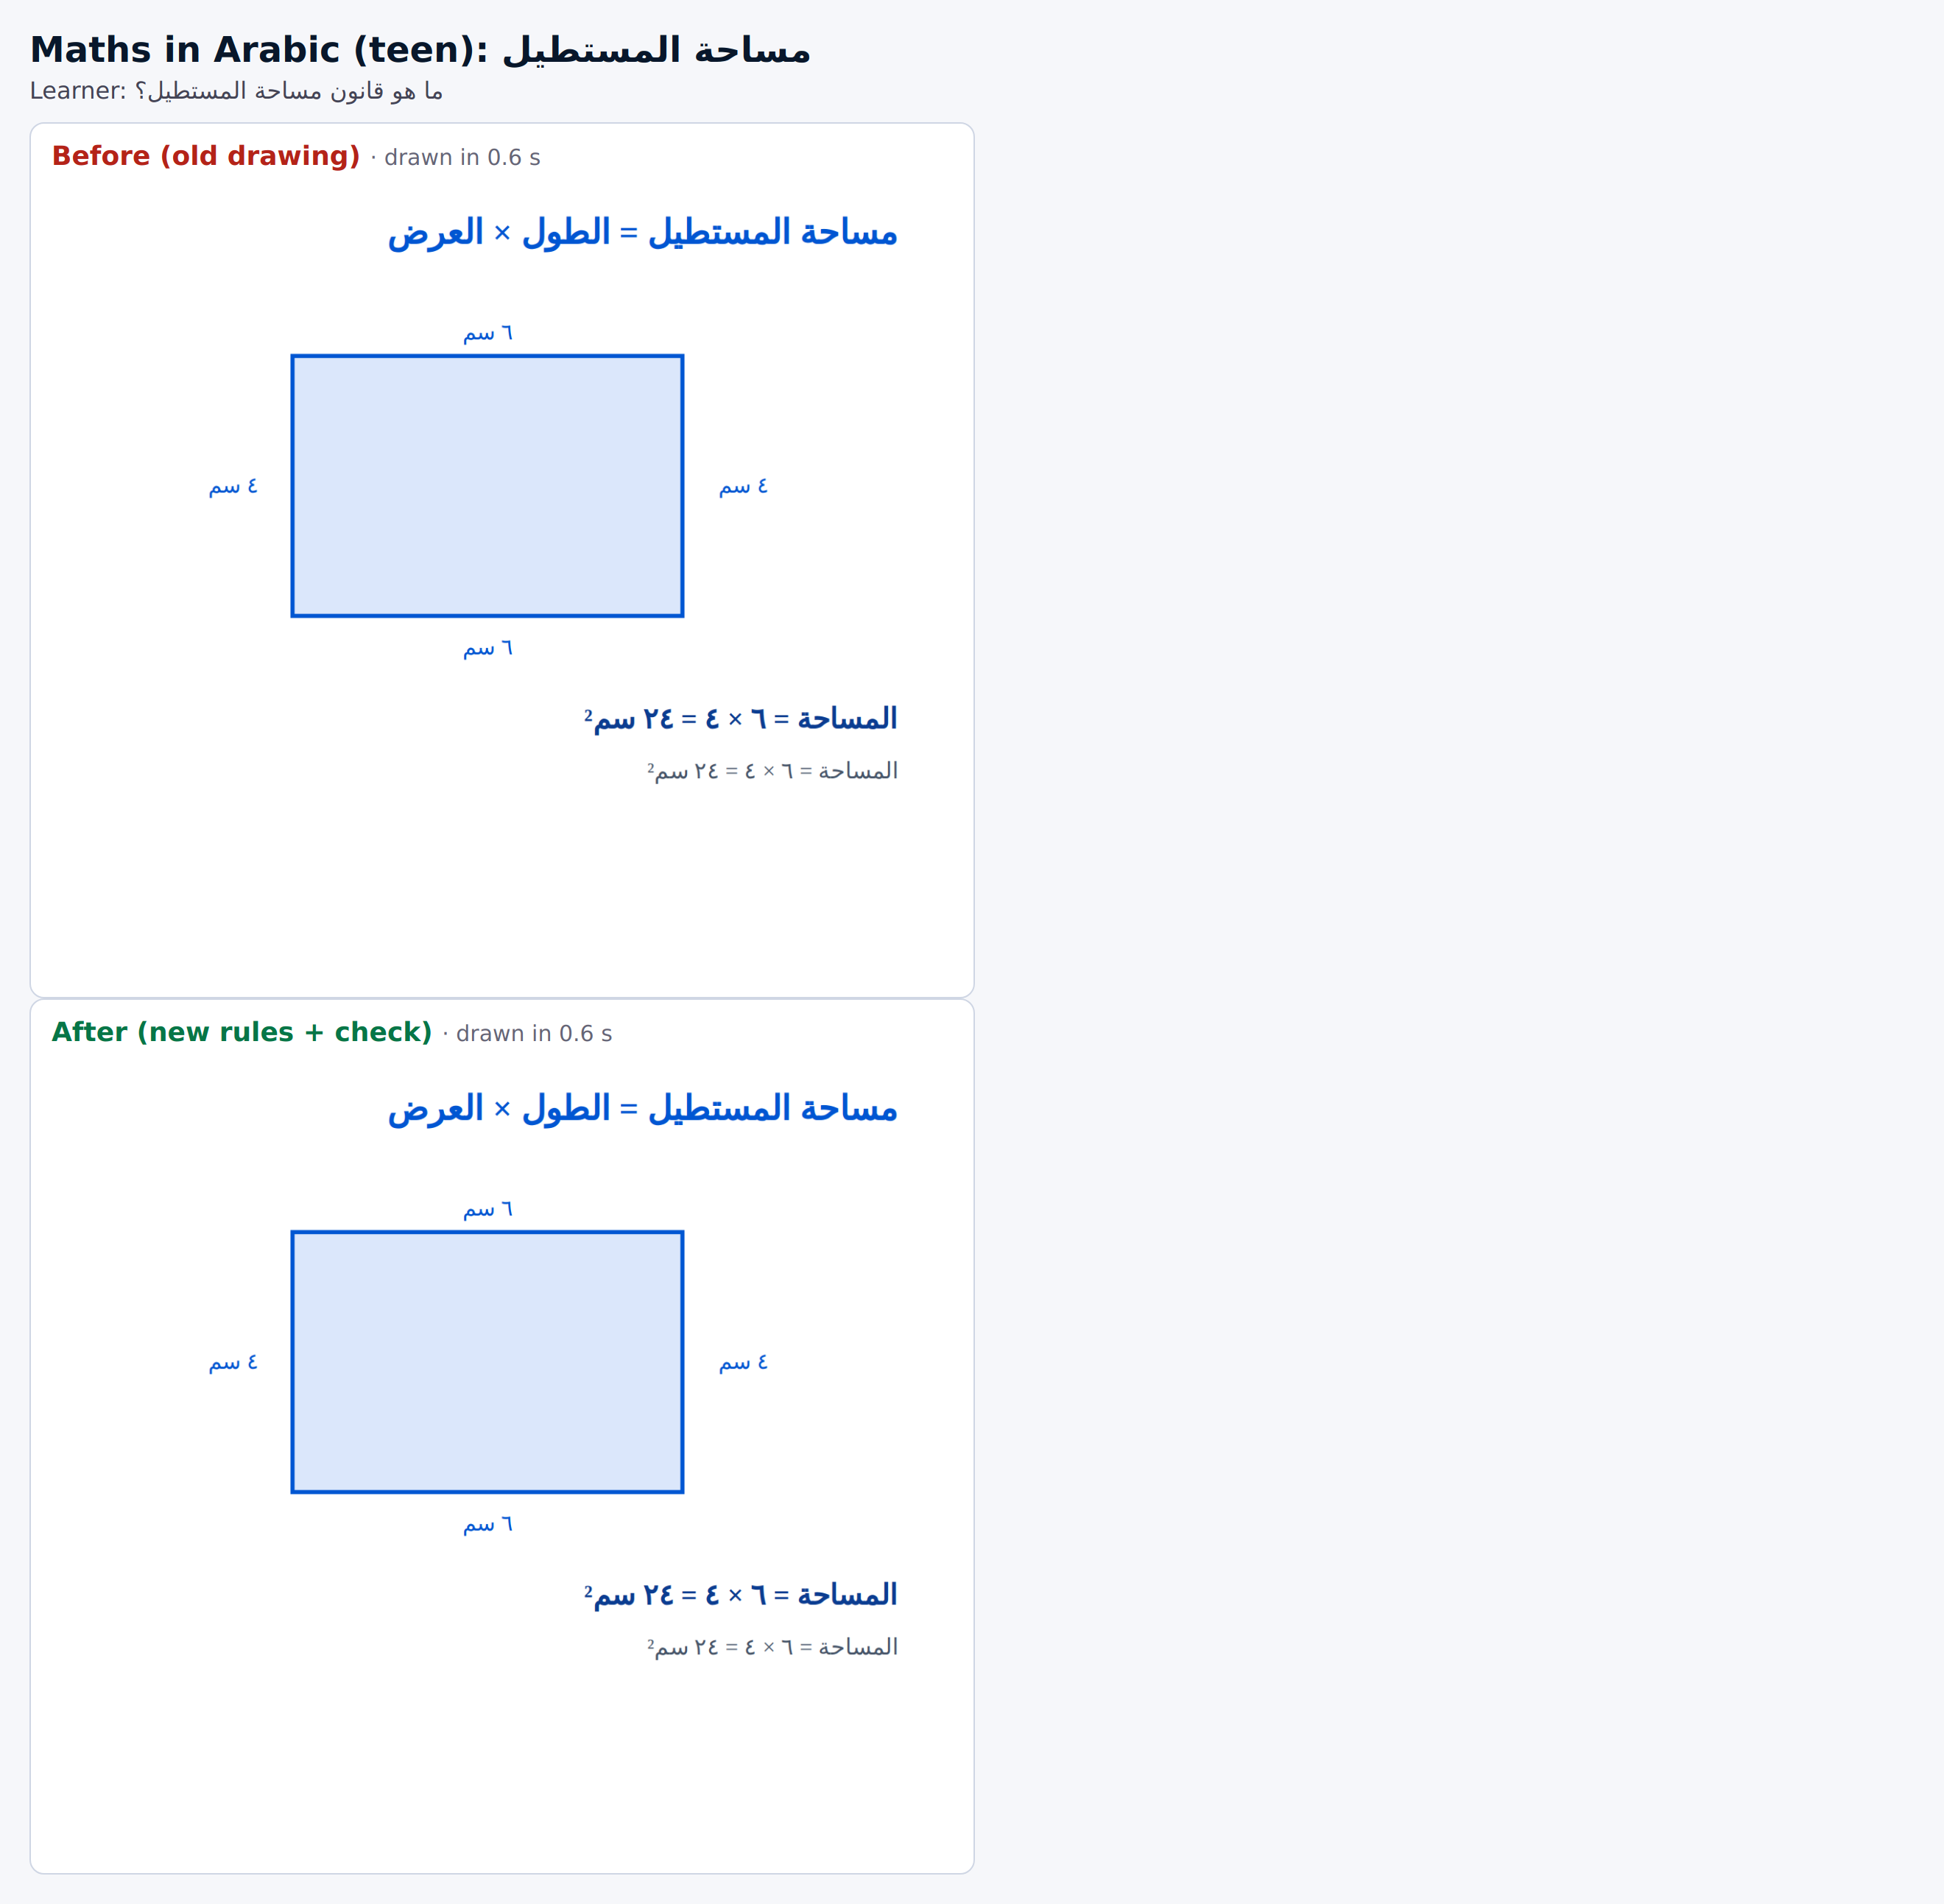 Maths in Arabic (teen): مساحة المستطيل
Learner: ما هو قانون مساحة المستطيل؟
Before (old drawing) · drawn in 0.6 s
مساحة المستطيل = الطول × العرض
٦ سم
٤ سم
٤ سم
٦ سم
المساحة = ٦ × ٤ = ٢٤ سم²
المساحة = ٦ × ٤ = ٢٤ سم²
After (new rules + check) · drawn in 0.6 s
مساحة المستطيل = الطول × العرض
٦ سم
٤ سم
٤ سم
٦ سم
المساحة = ٦ × ٤ = ٢٤ سم²
المساحة = ٦ × ٤ = ٢٤ سم²